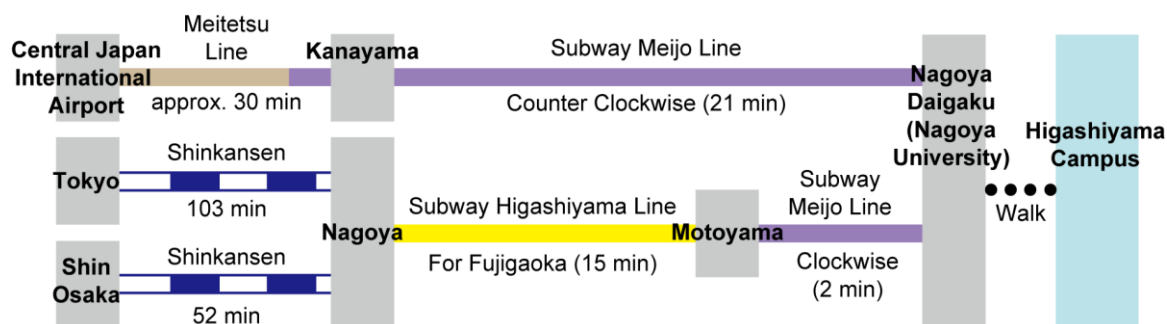 Central Japan
International
Airport
Meitetsu
Line
approx. 30 min
Kanayama
Subway Meijo Line
Counter Clockwise (21 min)
Nagoya
Daigaku
(Nagoya
University)
Higashiyama
Campus
Walk
Tokyo
Shinkansen
103 min
Shin
Osaka
Shinkansen
52 min
Nagoya
Subway Higashiyama Line
For Fujigaoka (15 min)
Motoyama
Subway
Meijo Line
Clockwise
(2 min)